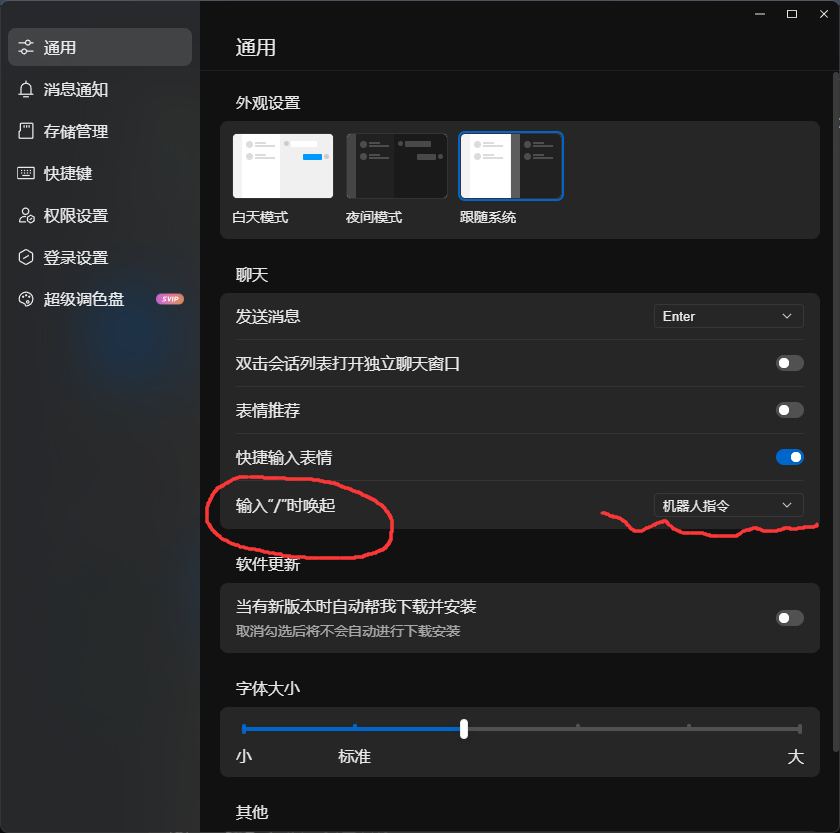 通用
消息通知
存储管理
快捷键
权限设置
登录设置
超级调色盘 SVIP
通用
外观设置
白天模式 夜间模式 跟随系统
聊天
发送消息 Enter
双击会话列表打开独立聊天窗口
表情推荐
快捷输入表情
输入"/"时唤起 机器人指令
软件更新
当有新版本时自动帮我下载并安装
取消勾选后将不会自动进行下载安装
字体大小
小 标准 大
其他